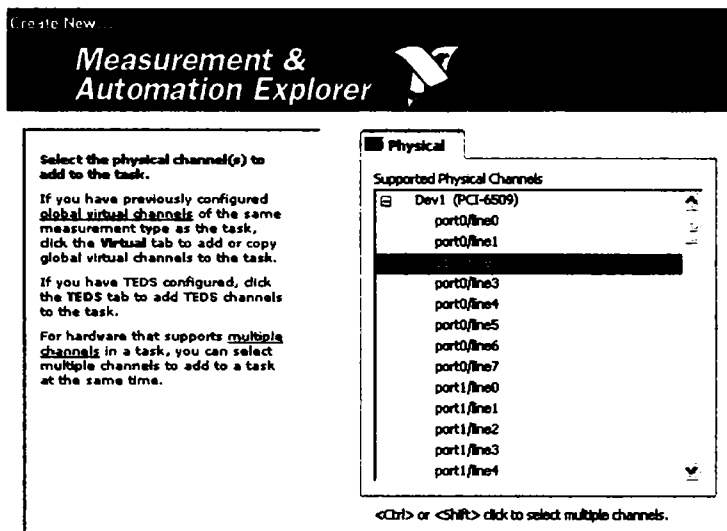 Create New...
Measurement &
Automation Explorer
Select the physical channel(s) to
add to the task.
If you have previously configured
global virtual channels of the same
measurement type as the task,
click the Virtual tab to add or copy
global virtual channels to the task.
If you have TEDS configured, click
the TEDS tab to add TEDS channels
to the task.
For hardware that supports multiple
channels in a task, you can select
multiple channels to add to a task
at the same time.
Physical
Supported Physical Channels
Dev1 (PCI-6509)
port0/line0
port0/line1
port0/line3
port0/line4
port0/line5
port0/line6
port0/line7
port1/line0
port1/line1
port1/line2
port1/line3
port1/line4
<Ctrl> or <Shift> click to select multiple channels.